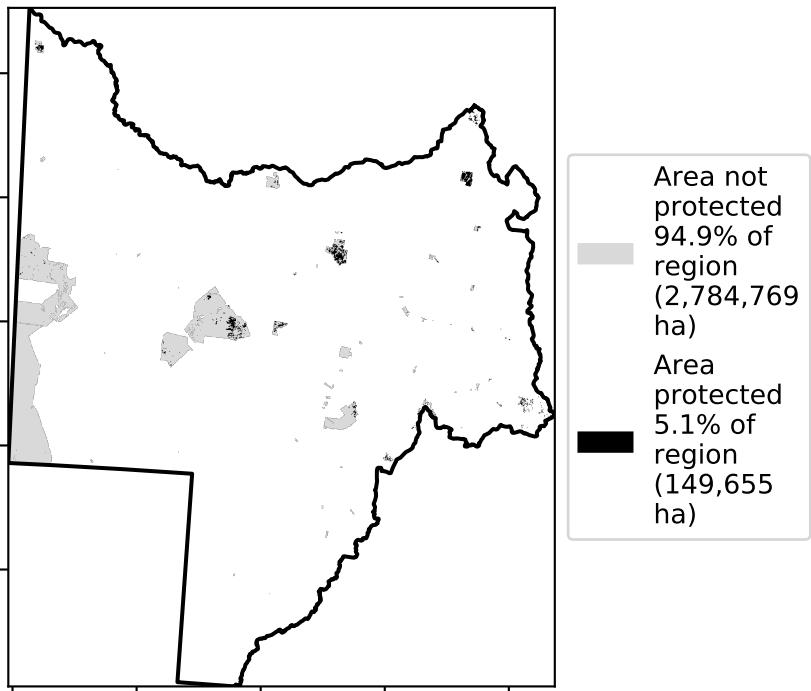 Area not
protected
94.9% of
region
(2,784,769
ha)
Area
protected
5.1% of
region
(149,655
ha)